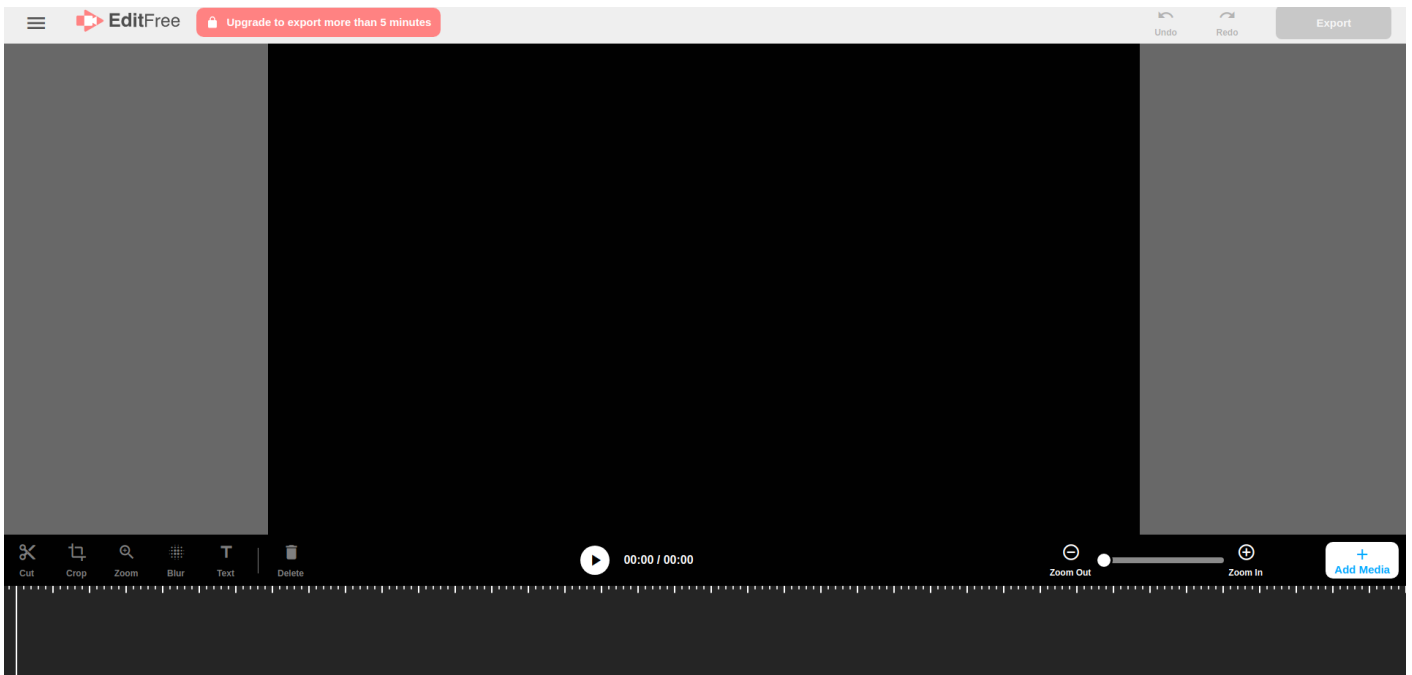 EditFree
Upgrade to export more than 5 minutes
Undo
Redo
Export
Cut
Crop
Zoom
Blur
Text
Delete
00:00 / 00:00
Zoom Out
Zoom In
Add Media